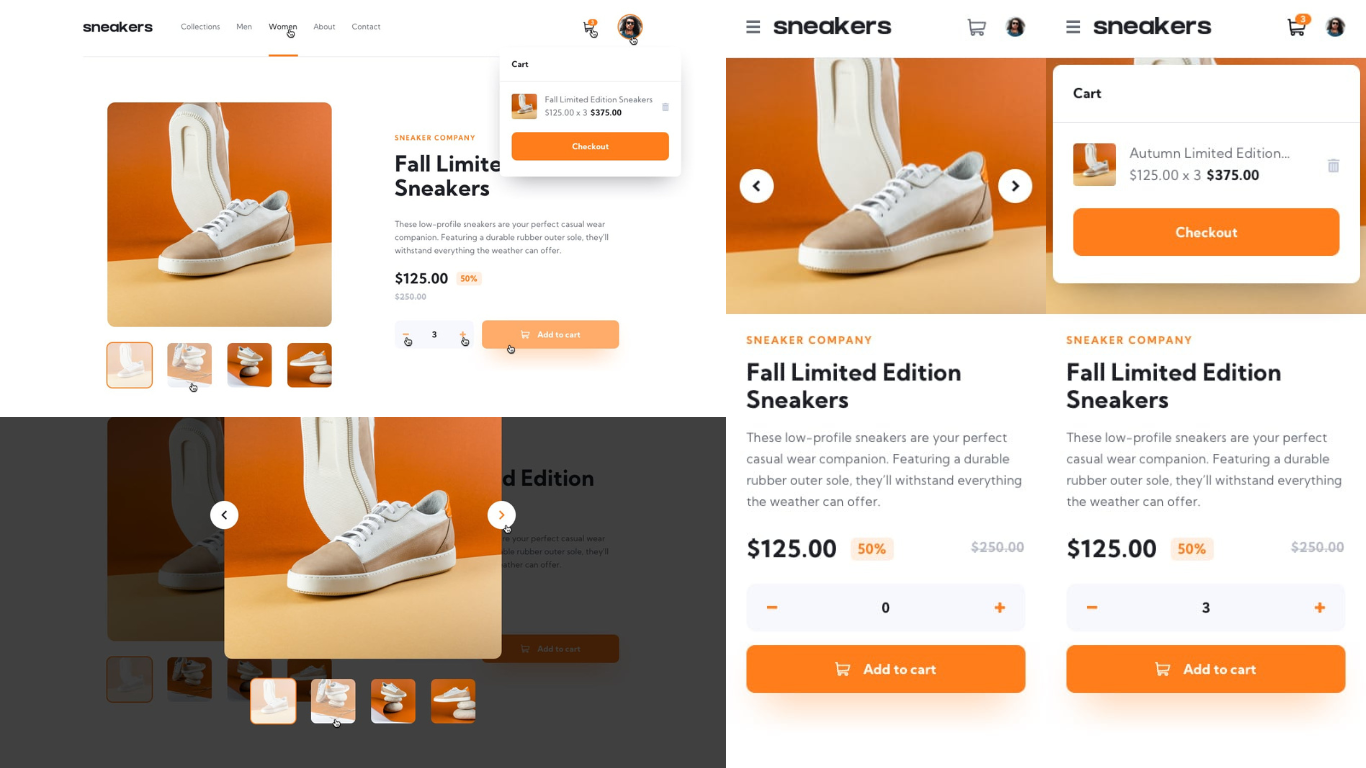 sneakers
Collections Men Women About Contact
3
Cart
Fall Limited Edition Sneakers
$125.00 x 3 $375.00
Checkout
SNEAKER COMPANY
Fall Limite
Sneakers
These low-profile sneakers are your perfect casual wear
companion. Featuring a durable rubber outer sole, they'll
withstand everything the weather can offer.
$125.00 50%
$250.00
3
Add to cart
d Edition
re your perfect casual wear
ble rubber outer sole, they'll
ather can offer.
Add to cart
sneakers
SNEAKER COMPANY
Fall Limited Edition
Sneakers
These low-profile sneakers are your perfect
casual wear companion. Featuring a durable
rubber outer sole, they'll withstand everything
the weather can offer.
$125.00 50% $250.00
0
Add to cart
sneakers
3
Cart
Autumn Limited Edition...
$125.00 x 3 $375.00
Checkout
SNEAKER COMPANY
Fall Limited Edition
Sneakers
These low-profile sneakers are your perfect
casual wear companion. Featuring a durable
rubber outer sole, they'll withstand everything
the weather can offer.
$125.00 50% $250.00
3
Add to cart